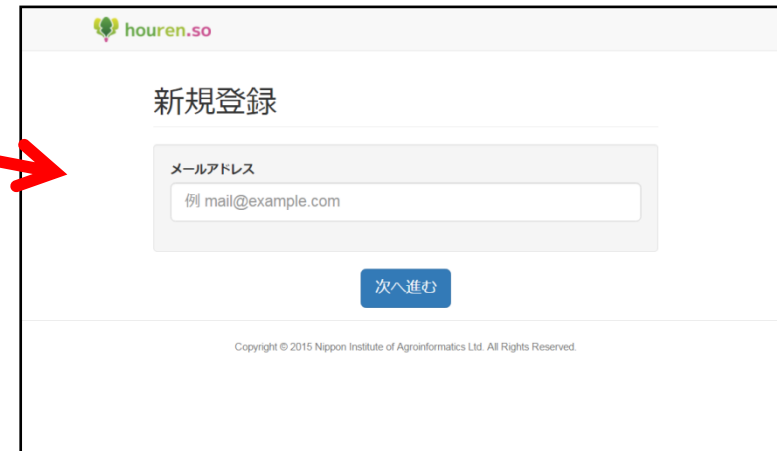 houren.so
新規登録
メールアドレス
例 mail@example.com
次へ進む
Copyright © 2015 Nippon Institute of Agroinformatics Ltd. All Rights Reserved.